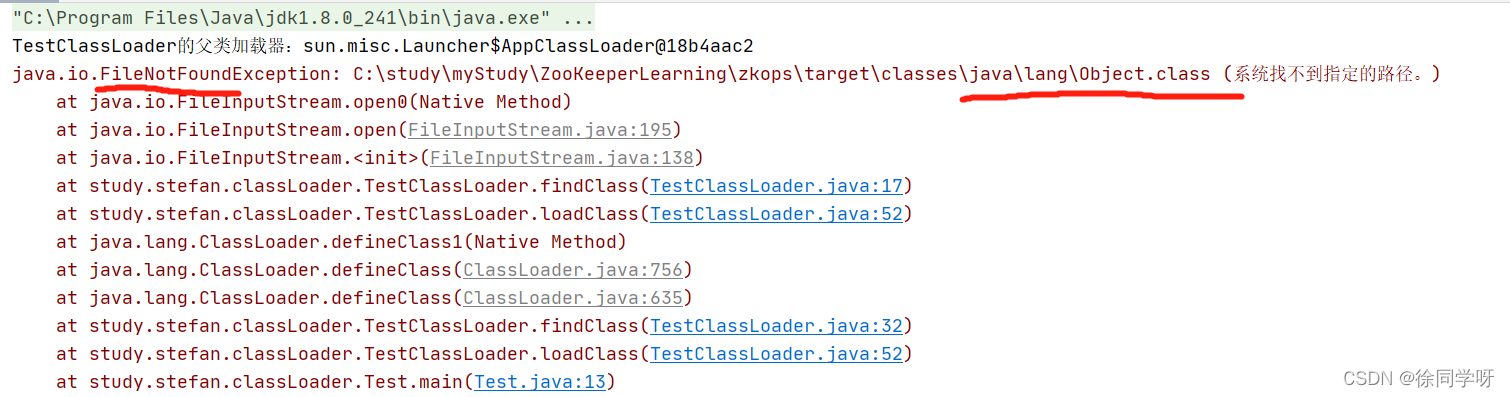 "C:\Program Files\Java\jdk1.8.0_241\bin\java.exe" ...
TestClassLoader的父类加载器：sun.misc.Launcher$AppClassLoader@18b4aac2
java.io.FileNotFoundException: C:\study\myStudy\ZooKeeperLearning\zkops\target\classes\java\lang\Object.class (系统找不到指定的路径。)
at java.io.FileInputStream.open0(Native Method)
at java.io.FileInputStream.open(FileInputStream.java:195)
at java.io.FileInputStream.<init>(FileInputStream.java:138)
at study.stefan.classLoader.TestClassLoader.findClass(TestClassLoader.java:17)
at study.stefan.classLoader.TestClassLoader.loadClass(TestClassLoader.java:52)
at java.lang.ClassLoader.defineClass1(Native Method)
at java.lang.ClassLoader.defineClass(ClassLoader.java:756)
at java.lang.ClassLoader.defineClass(ClassLoader.java:635)
at study.stefan.classLoader.TestClassLoader.findClass(TestClassLoader.java:32)
at study.stefan.classLoader.TestClassLoader.loadClass(TestClassLoader.java:52)
at study.stefan.classLoader.Test.main(Test.java:13)
CSDN @徐同学呀